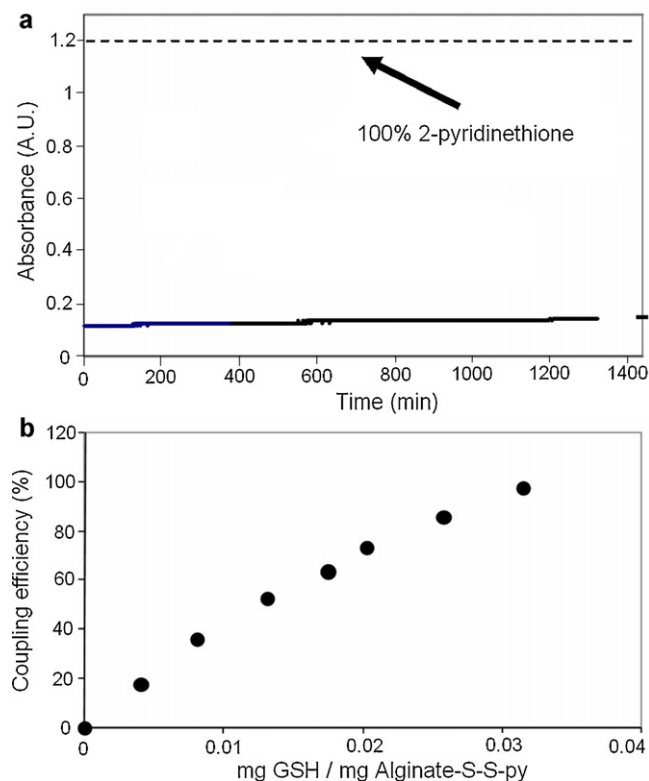 a
1.2
1
0.8
0.6
0.4
0.2
0
Absorbance (A.U.)
100% 2-pyridinethione
0 200 400 600 800 1000 1200 1400
Time (min)
b
120
100
80
60
40
20
0
Coupling efficiency (%)
0 0.01 0.02 0.03 0.04
mg GSH / mg Alginate-S-S-py